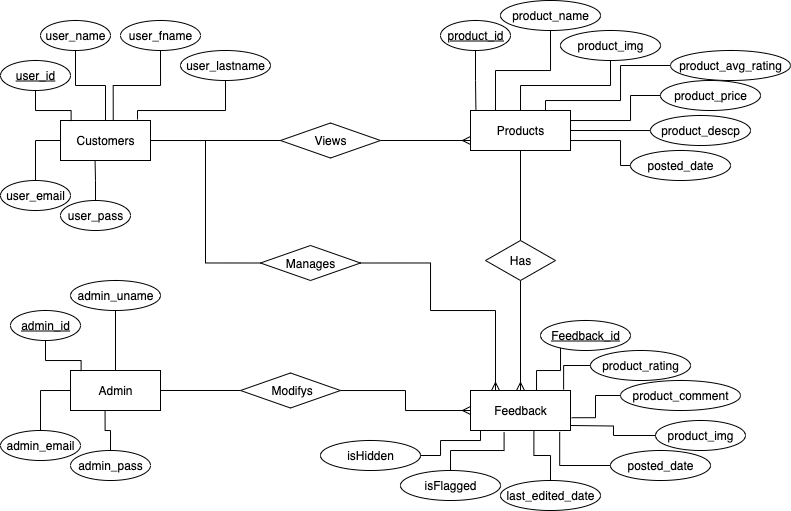 product_name
user_name
user_fname
product_id
product_img
user_lastname
product_avg_rating
user_id
product_price
Customers
Views
Products
product_descp
posted_date
user_email
user_pass
Manages
Has
admin_uname
admin_id
Feedback_id
product_rating
Admin
Modifys
product_comment
Feedback
product_img
admin_email
admin_pass
isHidden
posted_date
isFlagged
last_edited_date